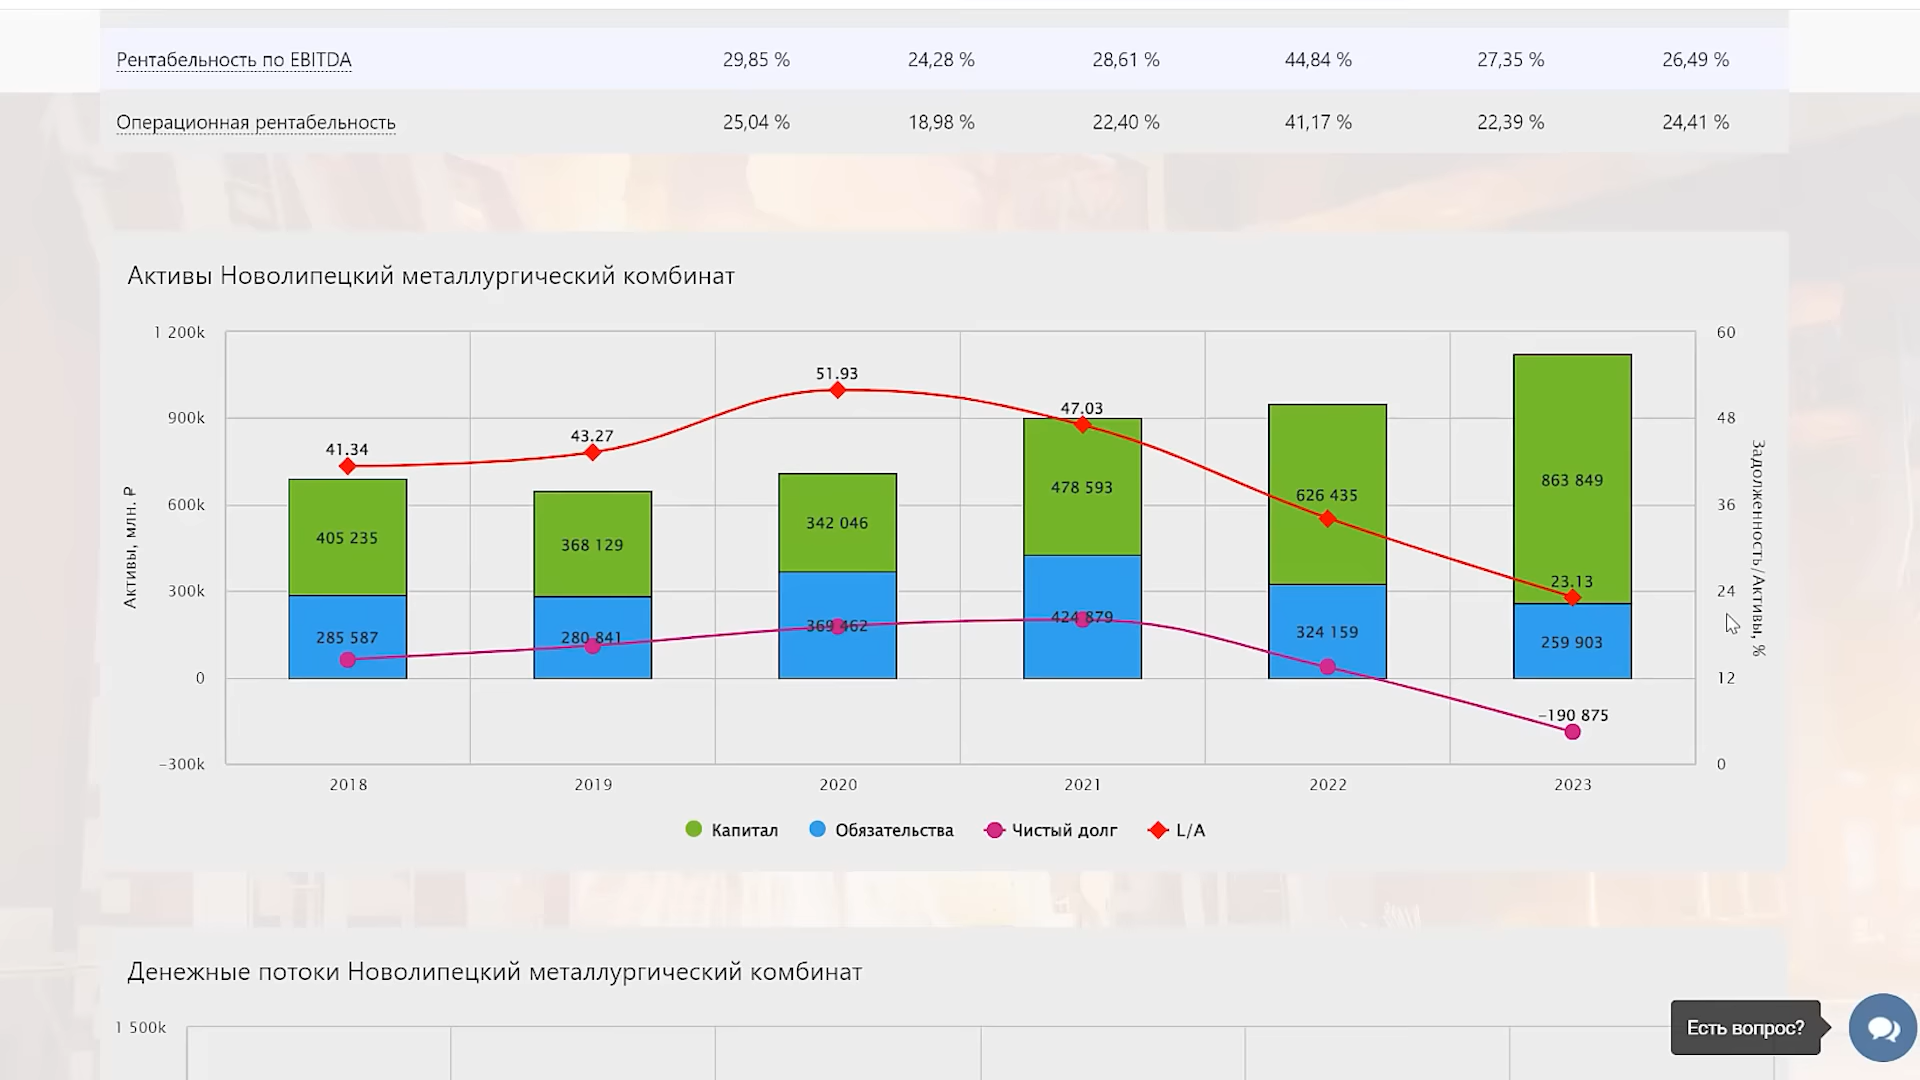 Рентабельность по EBITDA 29,85 % 24,28 % 28,61 % 44,84 % 27,35 % 26,49 %
Операционная рентабельность 25,04 % 18,98 % 22,40 % 41,17 % 22,39 % 24,41 %
Активы Новолипецкий металлургический комбинат
1 200k
900k
600k
300k
0
−300k
Активы, млн. ₽
60
48
36
24
12
0
Задолженность/Активы, %
41.34
43.27
51.93
47.03
23.13
405 235
368 129
342 046
478 593
626 435
863 849
285 587
280 841
369 462
424 879
324 159
259 903
−190 875
2018 2019 2020 2021 2022 2023
Капитал Обязательства Чистый долг L/A
Денежные потоки Новолипецкий металлургический комбинат
1 500k
Есть вопрос?